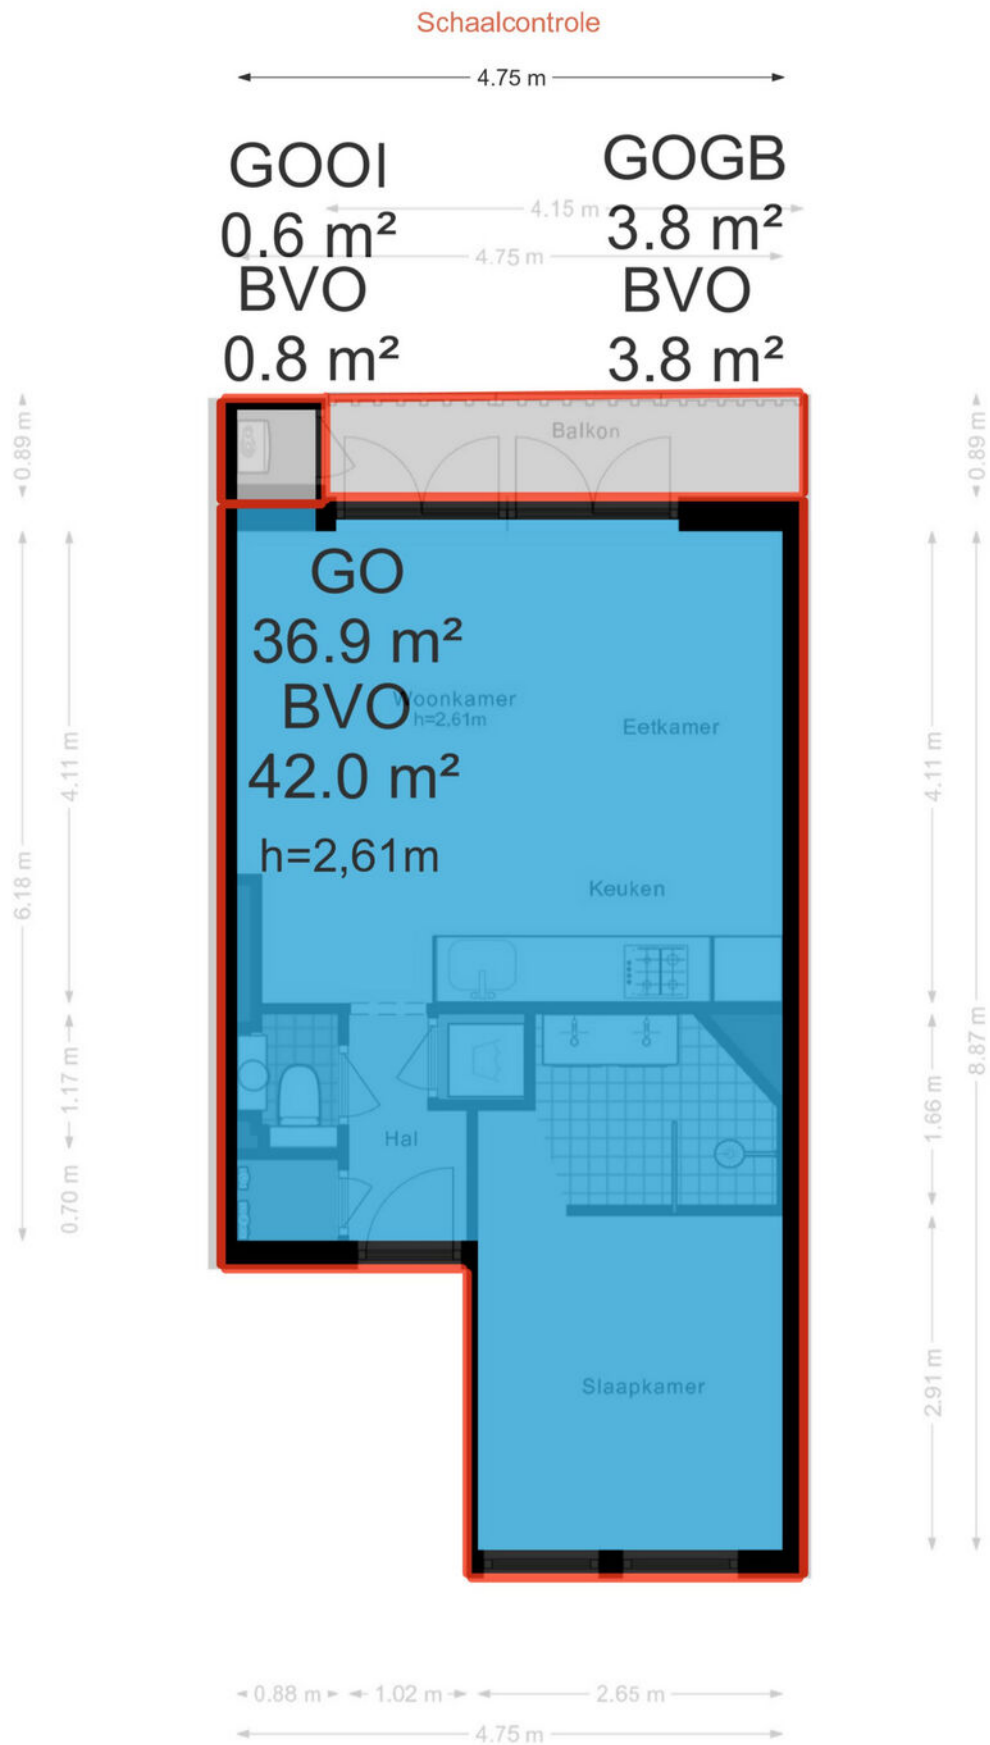 Schaalcontrole
4.75 m
GOOI
0.6 m²
BVO
0.8 m²
GOGB
3.8 m²
BVO
3.8 m²
4.15 m
4.75 m
0.89 m
0.89 m
Balkon
GO
36.9 m²
BVO
42.0 m²
h=2,61m
Woonkamer
h=2,61m
Eetkamer
Keuken
Hal
Slaapkamer
6.18 m
4.11 m
1.17 m
0.70 m
4.11 m
1.66 m
2.91 m
8.87 m
0.88 m
1.02 m
2.65 m
4.75 m